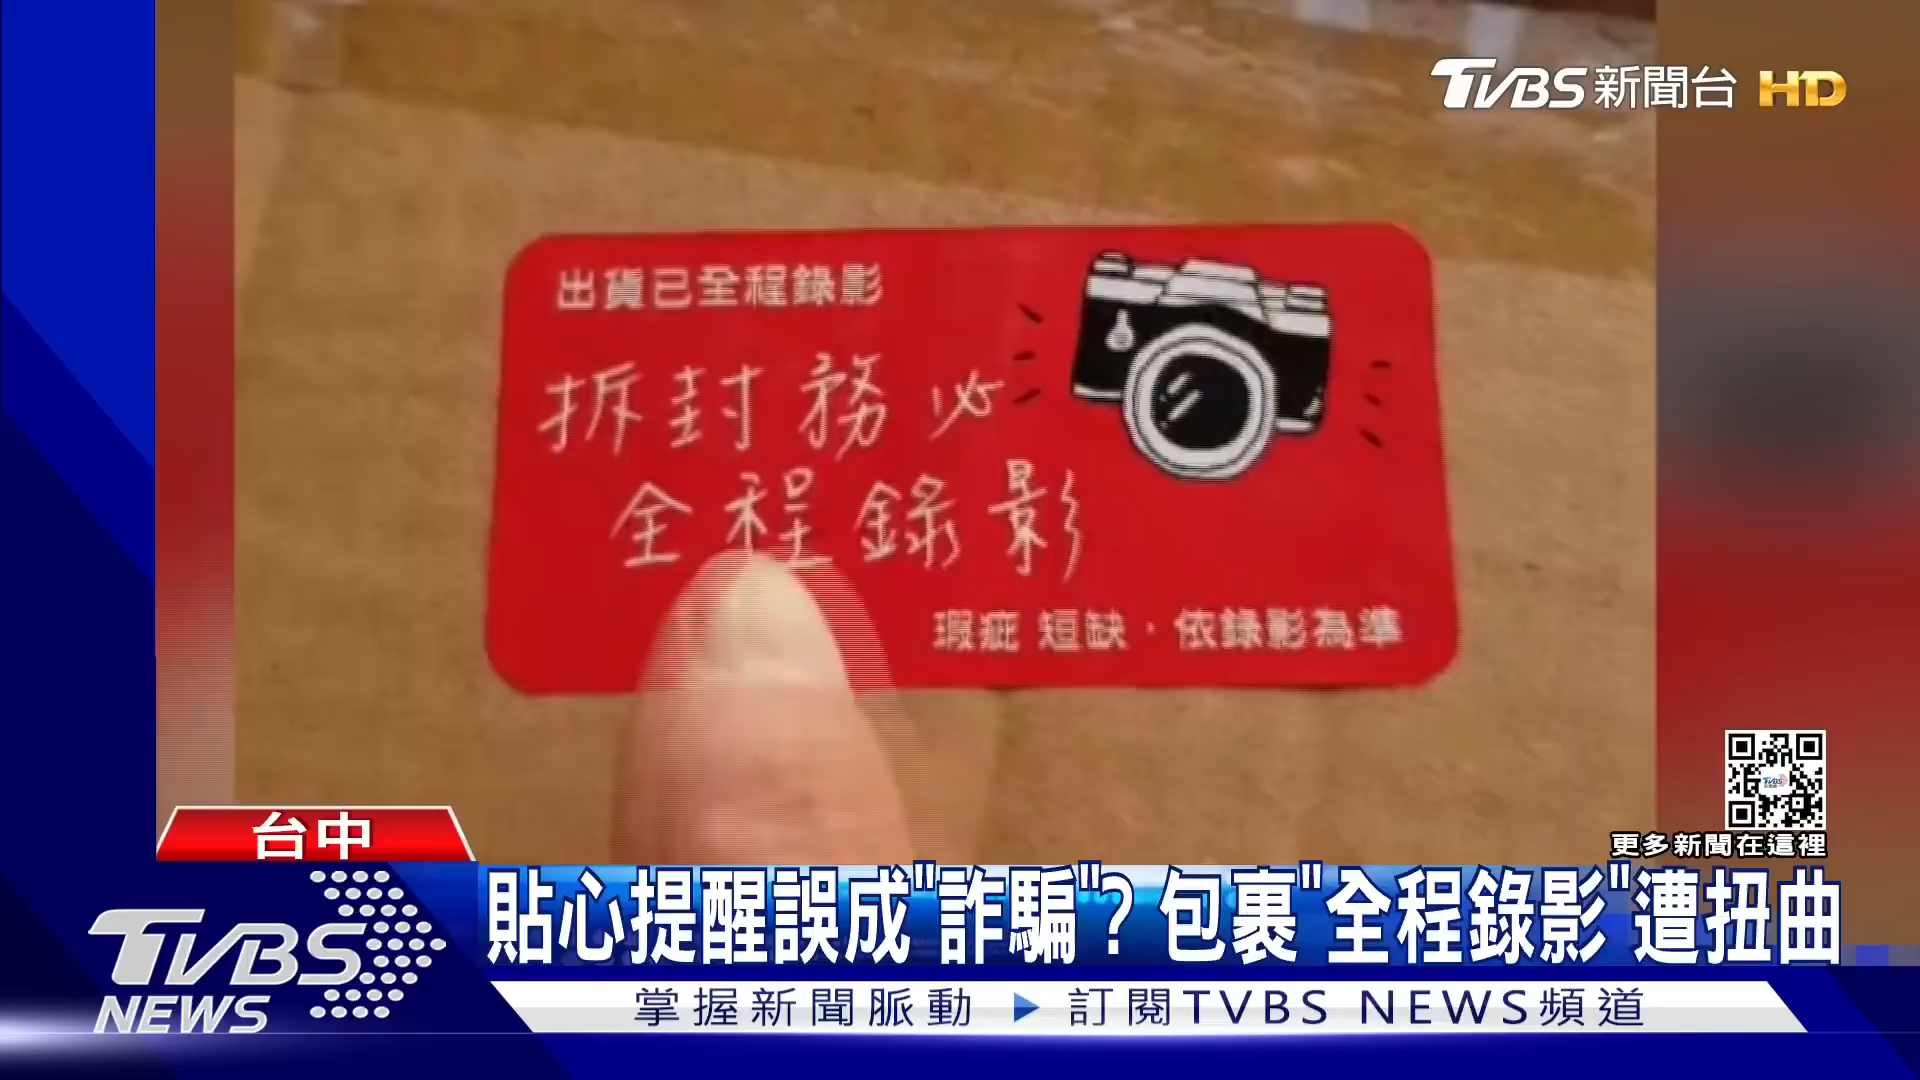 TVBS新聞台 HD
出貨已全程錄影
拆封務必
全程錄影
瑕疵 短缺，依錄影為準
更多新聞在這裡
台中
貼心提醒誤成"詐騙"? 包裹"全程錄影"遭扭曲
TVBS
NEWS
掌握新聞脈動 ▶ 訂閱TVBS NEWS頻道